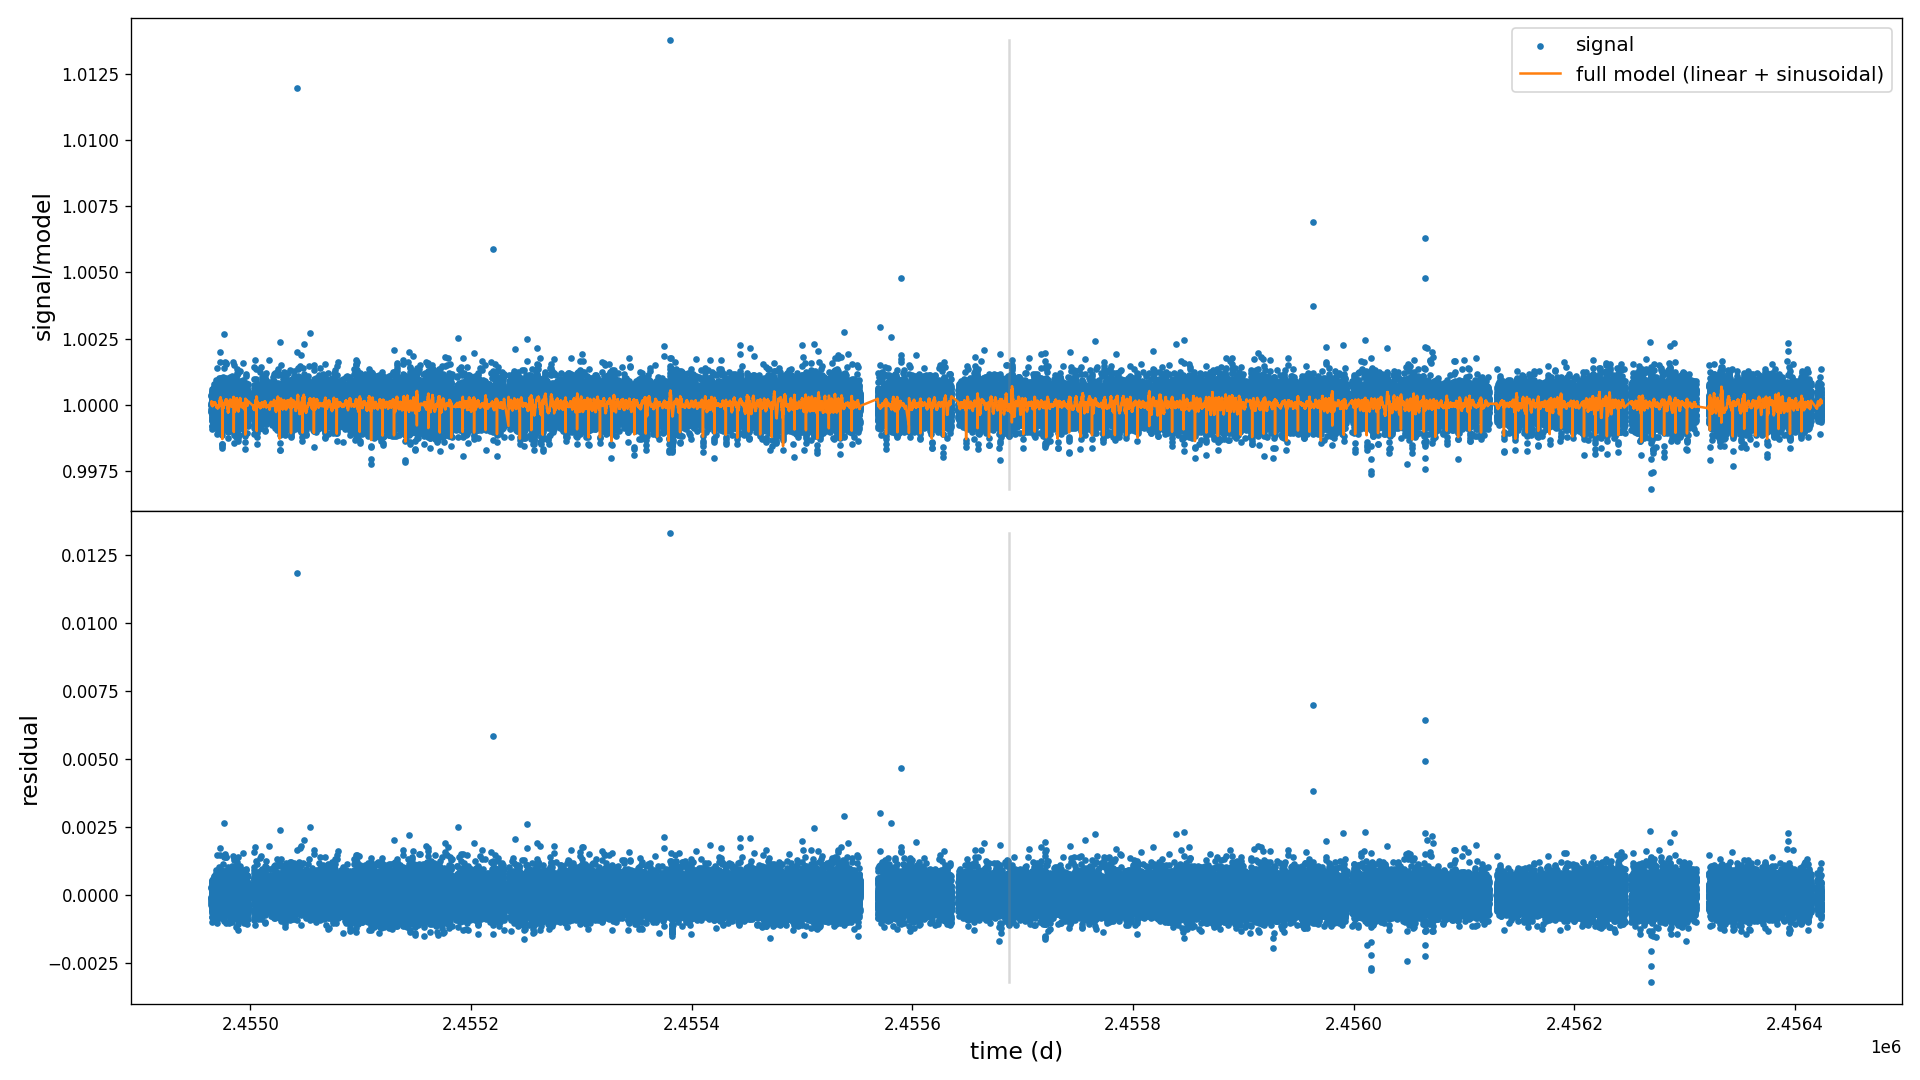 signal
full model (linear + sinusoidal)
1.0125
1.0100
1.0075
1.0050
1.0025
1.0000
0.9975
signal/model
0.0125
0.0100
0.0075
0.0050
0.0025
0.0000
−0.0025
residual
2.4550 2.4552 2.4554 2.4556 2.4558 2.4560 2.4562 2.4564
1e6
time (d)